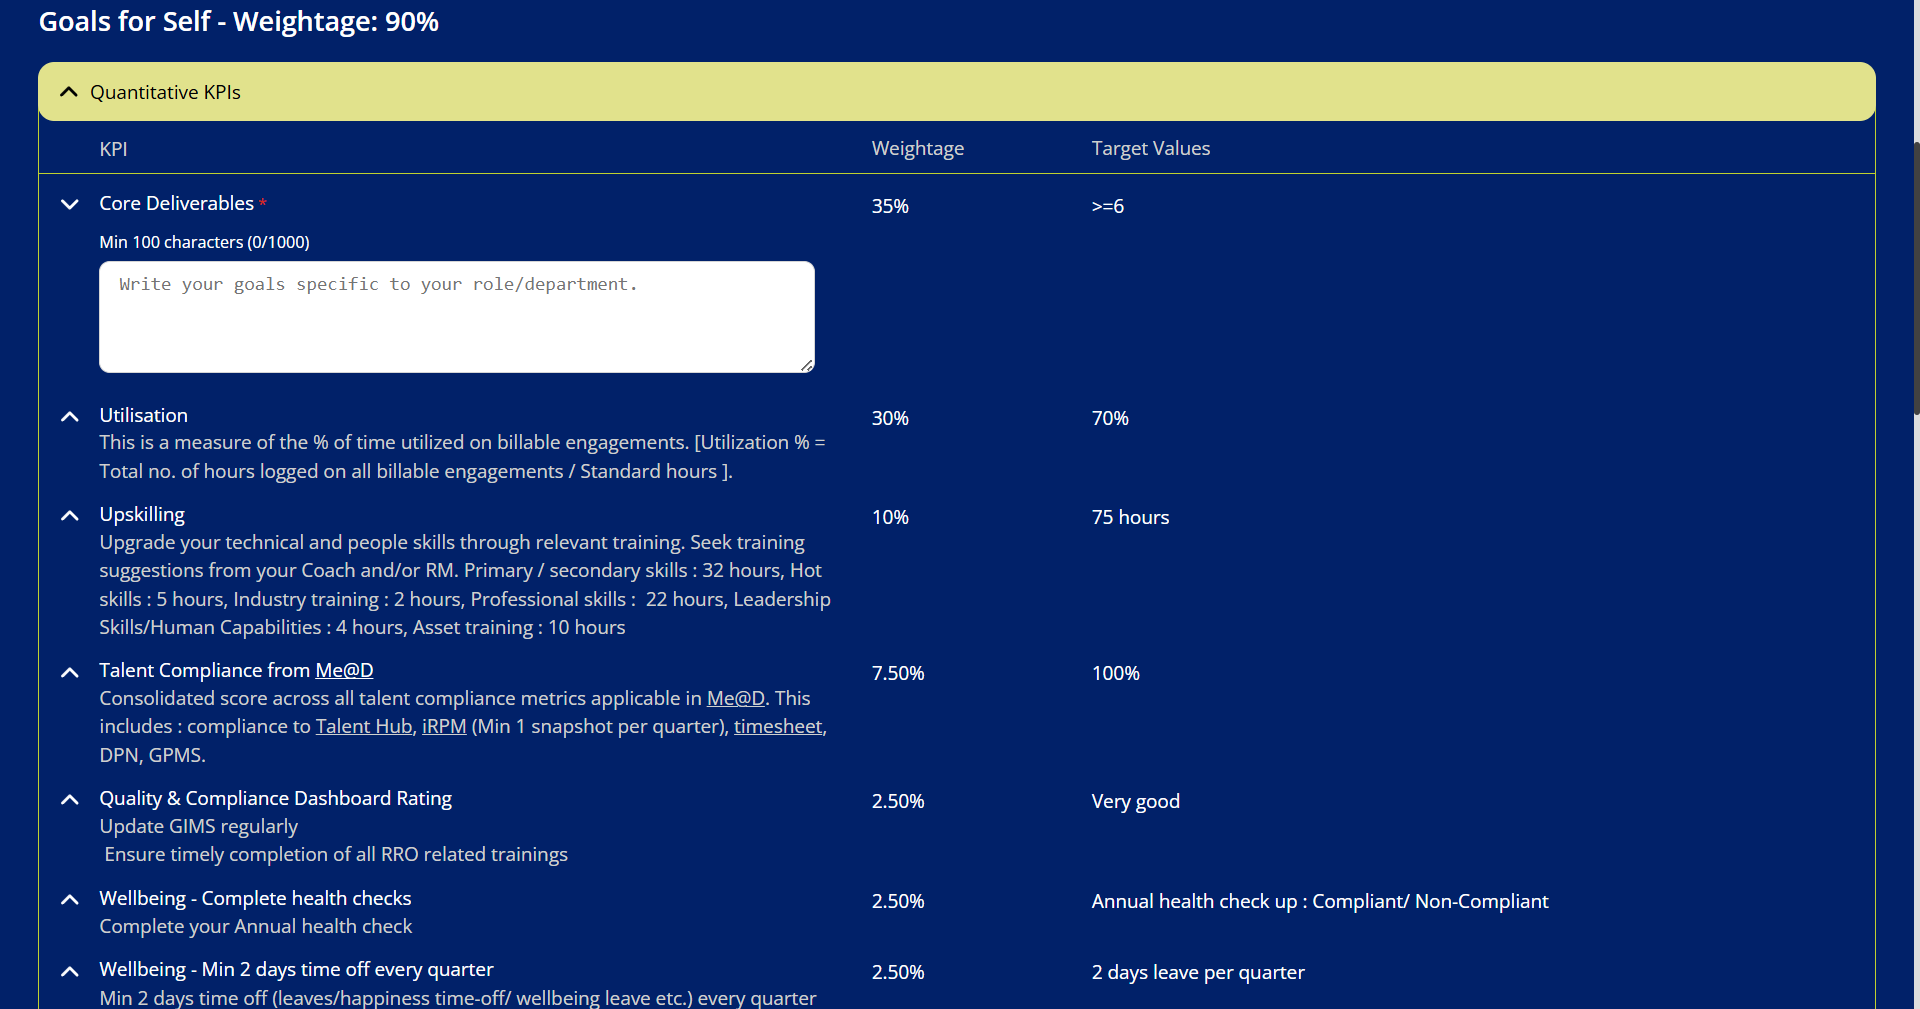 Goals for Self - Weightage: 90%
Quantitative KPIs
KPI Weightage Target Values
Core Deliverables * 35% >=6
Min 100 characters (0/1000)
Write your goals specific to your role/department.
Utilisation 30% 70%
This is a measure of the % of time utilized on billable engagements. [Utilization % =
Total no. of hours logged on all billable engagements / Standard hours ].
Upskilling 10% 75 hours
Upgrade your technical and people skills through relevant training. Seek training
suggestions from your Coach and/or RM. Primary / secondary skills : 32 hours, Hot
skills : 5 hours, Industry training : 2 hours, Professional skills :  22 hours, Leadership
Skills/Human Capabilities : 4 hours, Asset training : 10 hours
Talent Compliance from Me@D 7.50% 100%
Consolidated score across all talent compliance metrics applicable in Me@D. This
includes : compliance to Talent Hub, iRPM (Min 1 snapshot per quarter), timesheet,
DPN, GPMS.
Quality & Compliance Dashboard Rating 2.50% Very good
Update GIMS regularly
Ensure timely completion of all RRO related trainings
Wellbeing - Complete health checks 2.50% Annual health check up : Compliant/ Non-Compliant
Complete your Annual health check
Wellbeing - Min 2 days time off every quarter 2.50% 2 days leave per quarter
Min 2 days time off (leaves/happiness time-off/ wellbeing leave etc.) every quarter